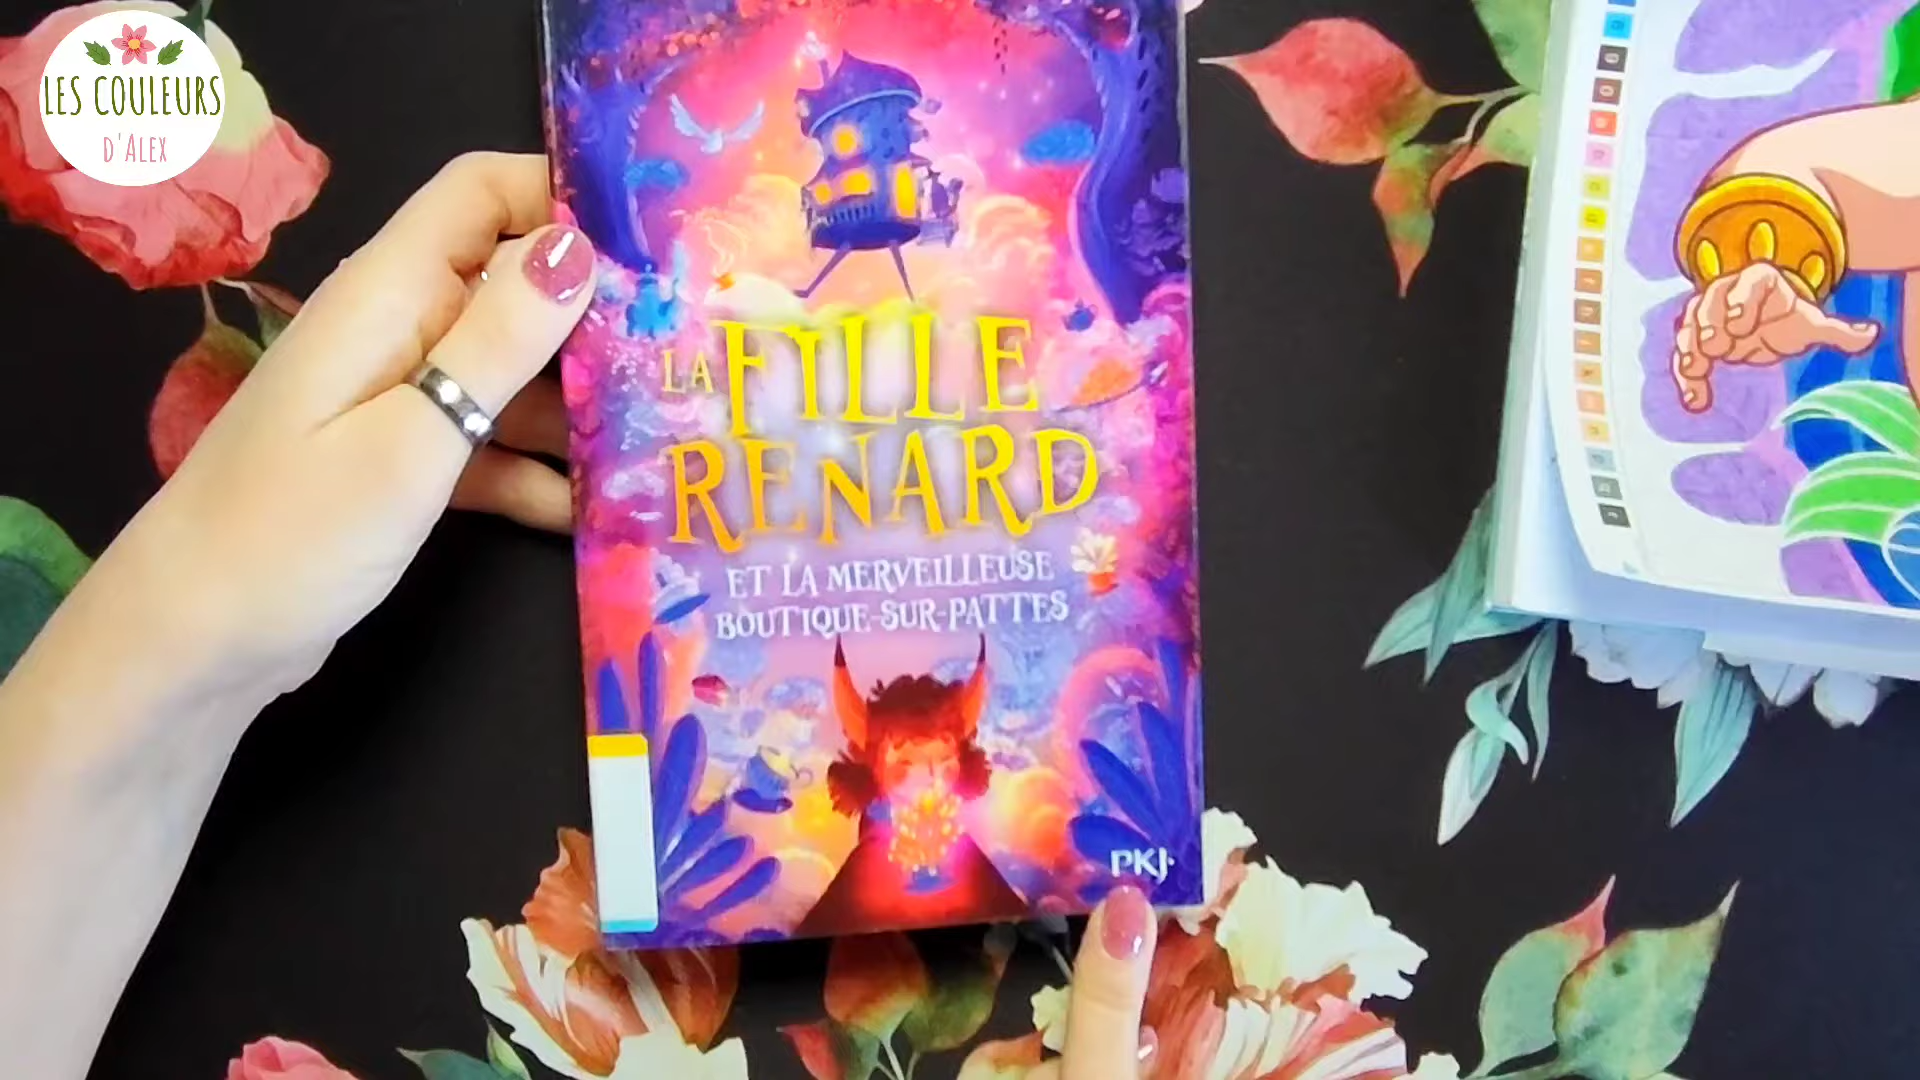 LES COULEURS
d'ALEX
LA FILLE
RENARD
ET LA MERVEILLEUSE
BOUTIQUE-SUR-PATTES
PKJ.